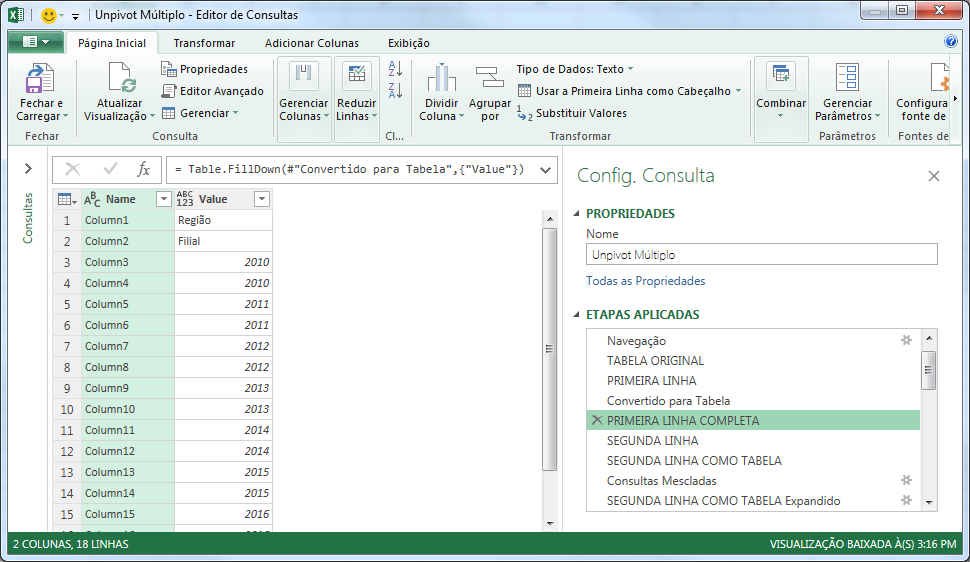 Unpivot Múltiplo - Editor de Consultas
Página Inicial Transformar Adicionar Colunas Exibição
Fechar e Carregar
Fechar
Atualizar Visualização
Propriedades
Editor Avançado
Gerenciar
Consulta
Gerenciar Colunas
Reduzir Linhas
A Z
Z A
Cl...
Dividir Coluna
Agrupar por
Tipo de Dados: Texto
Usar a Primeira Linha como Cabeçalho
1 2 Substituir Valores
Transformar
Combinar
Gerenciar Parâmetros
Parâmetros
Configura fonte de
Fontes de
Consultas
fx = Table.FillDown(#"Convertido para Tabela",{"Value"})
ABC Name ABC 123 Value
1 Column1 Região
2 Column2 Filial
3 Column3 2010
4 Column4 2010
5 Column5 2011
6 Column6 2011
7 Column7 2012
8 Column8 2012
9 Column9 2013
10 Column10 2013
11 Column11 2014
12 Column12 2014
13 Column13 2015
14 Column14 2015
15 Column15 2016
Config. Consulta
PROPRIEDADES
Nome
Unpivot Múltiplo
Todas as Propriedades
ETAPAS APLICADAS
Navegação
TABELA ORIGINAL
PRIMEIRA LINHA
Convertido para Tabela
PRIMEIRA LINHA COMPLETA
SEGUNDA LINHA
SEGUNDA LINHA COMO TABELA
Consultas Mescladas
SEGUNDA LINHA COMO TABELA Expandido
2 COLUNAS, 18 LINHAS
VISUALIZAÇÃO BAIXADA À(S) 3:16 PM